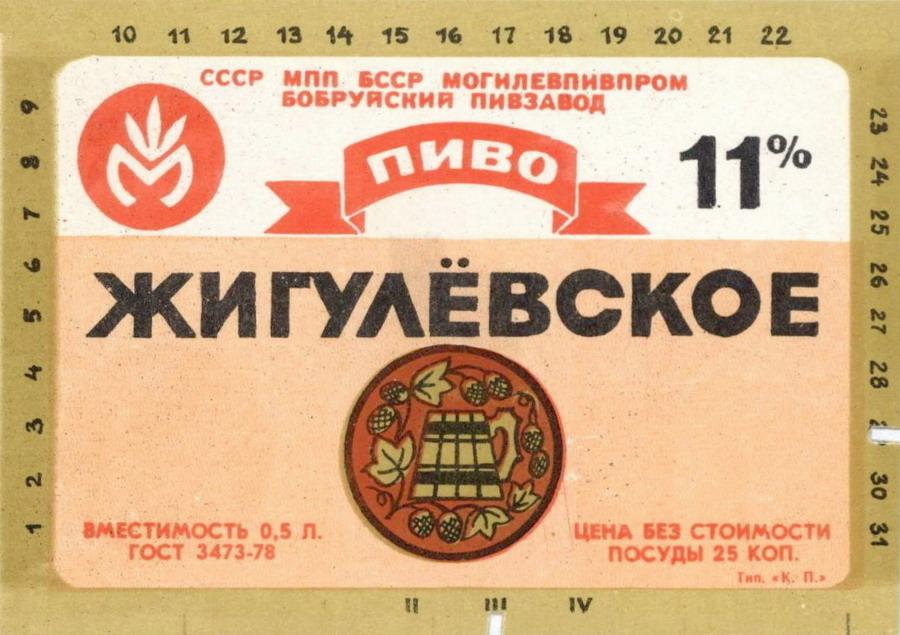 10 11 12 13 14 15 16 17 18 19 20 21 22
СССР МПП БССР МОГИЛЕВПИВПРОМ
БОБРУЙСКИЙ ПИВЗАВОД
ПИВО
11%
ЖИГУЛЁВСКОЕ
ВМЕСТИМОСТЬ 0,5 Л.
ГОСТ 3473-78
ЦЕНА БЕЗ СТОИМОСТИ
ПОСУДЫ 25 КОП.
Тип. «К. П.»
1 2 3 4 5 6 7 8 9
23 24 25 26 27 28 30 31
II III IV